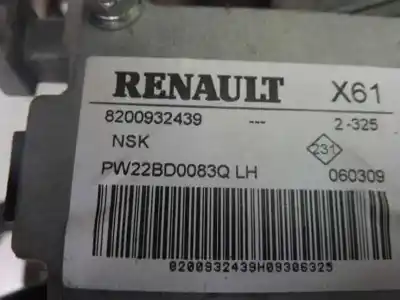 RENAULT X61
8200932439 --- 2-325
NSK 231
PW22BD0083Q LH 060309
8200932439H09306325